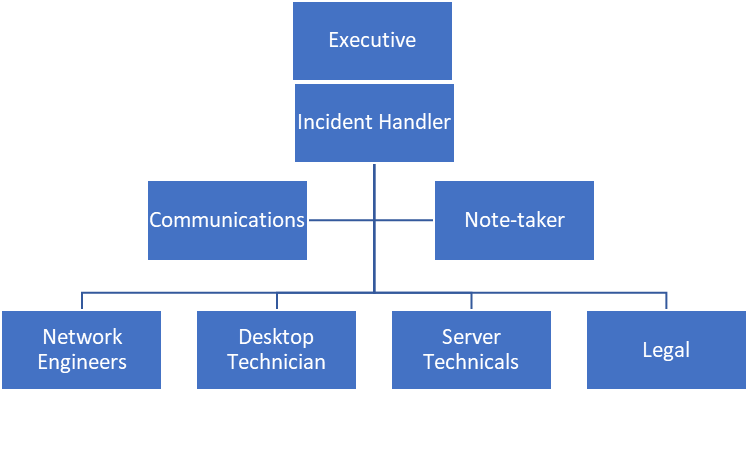 Executive
Incident Handler
Communications
Note-taker
Network
Engineers
Desktop
Technician
Server
Technicals
Legal